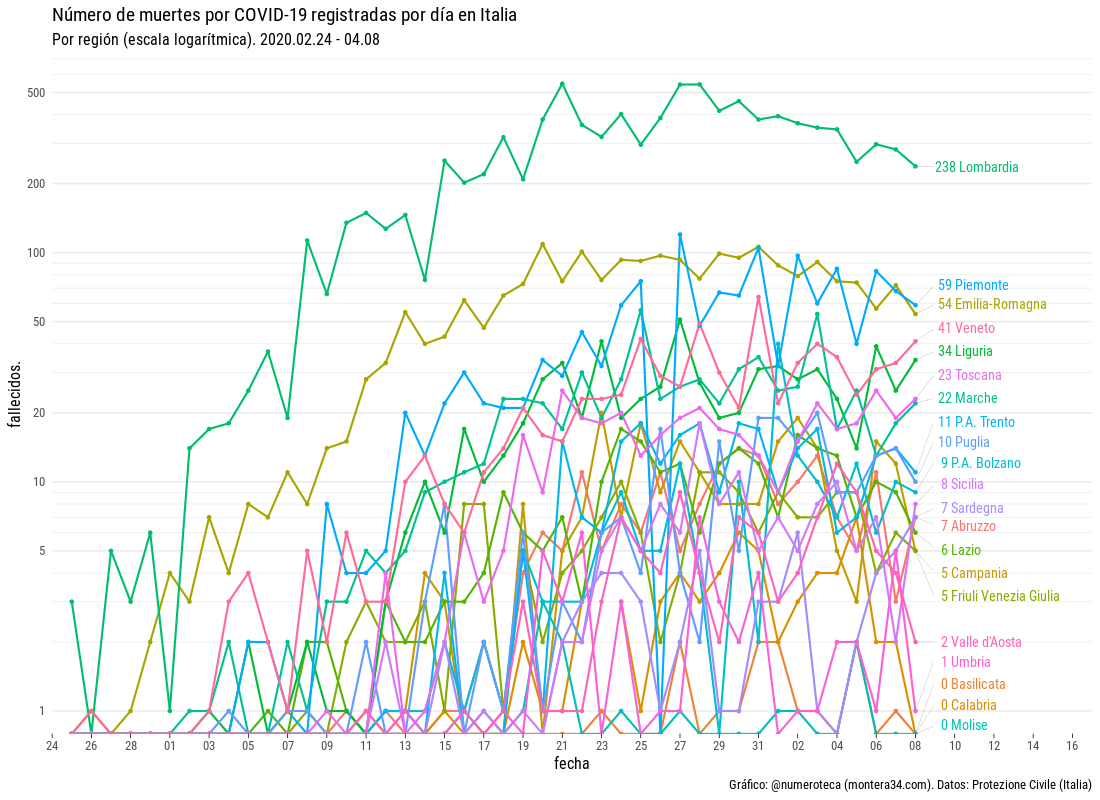 Número de muertes por COVID-19 registradas por día en Italia
Por región (escala logarítmica). 2020.02.24 - 04.08
fallecidos.
500
200
100
50
20
10
5
1
238 Lombardia
59 Piemonte
54 Emilia-Romagna
41 Veneto
34 Liguria
23 Toscana
22 Marche
11 P.A. Trento
10 Puglia
9 P.A. Bolzano
8 Sicilia
7 Sardegna
7 Abruzzo
6 Lazio
5 Campania
5 Friuli Venezia Giulia
2 Valle d'Aosta
1 Umbria
0 Basilicata
0 Calabria
0 Molise
24 26 28 01 03 05 07 09 11 13 15 17 19 21 23 25 27 29 31 02 04 06 08 10 12 14 16
fecha
Gráfico: @numeroteca (montera34.com). Datos: Protezione Civile (Italia)